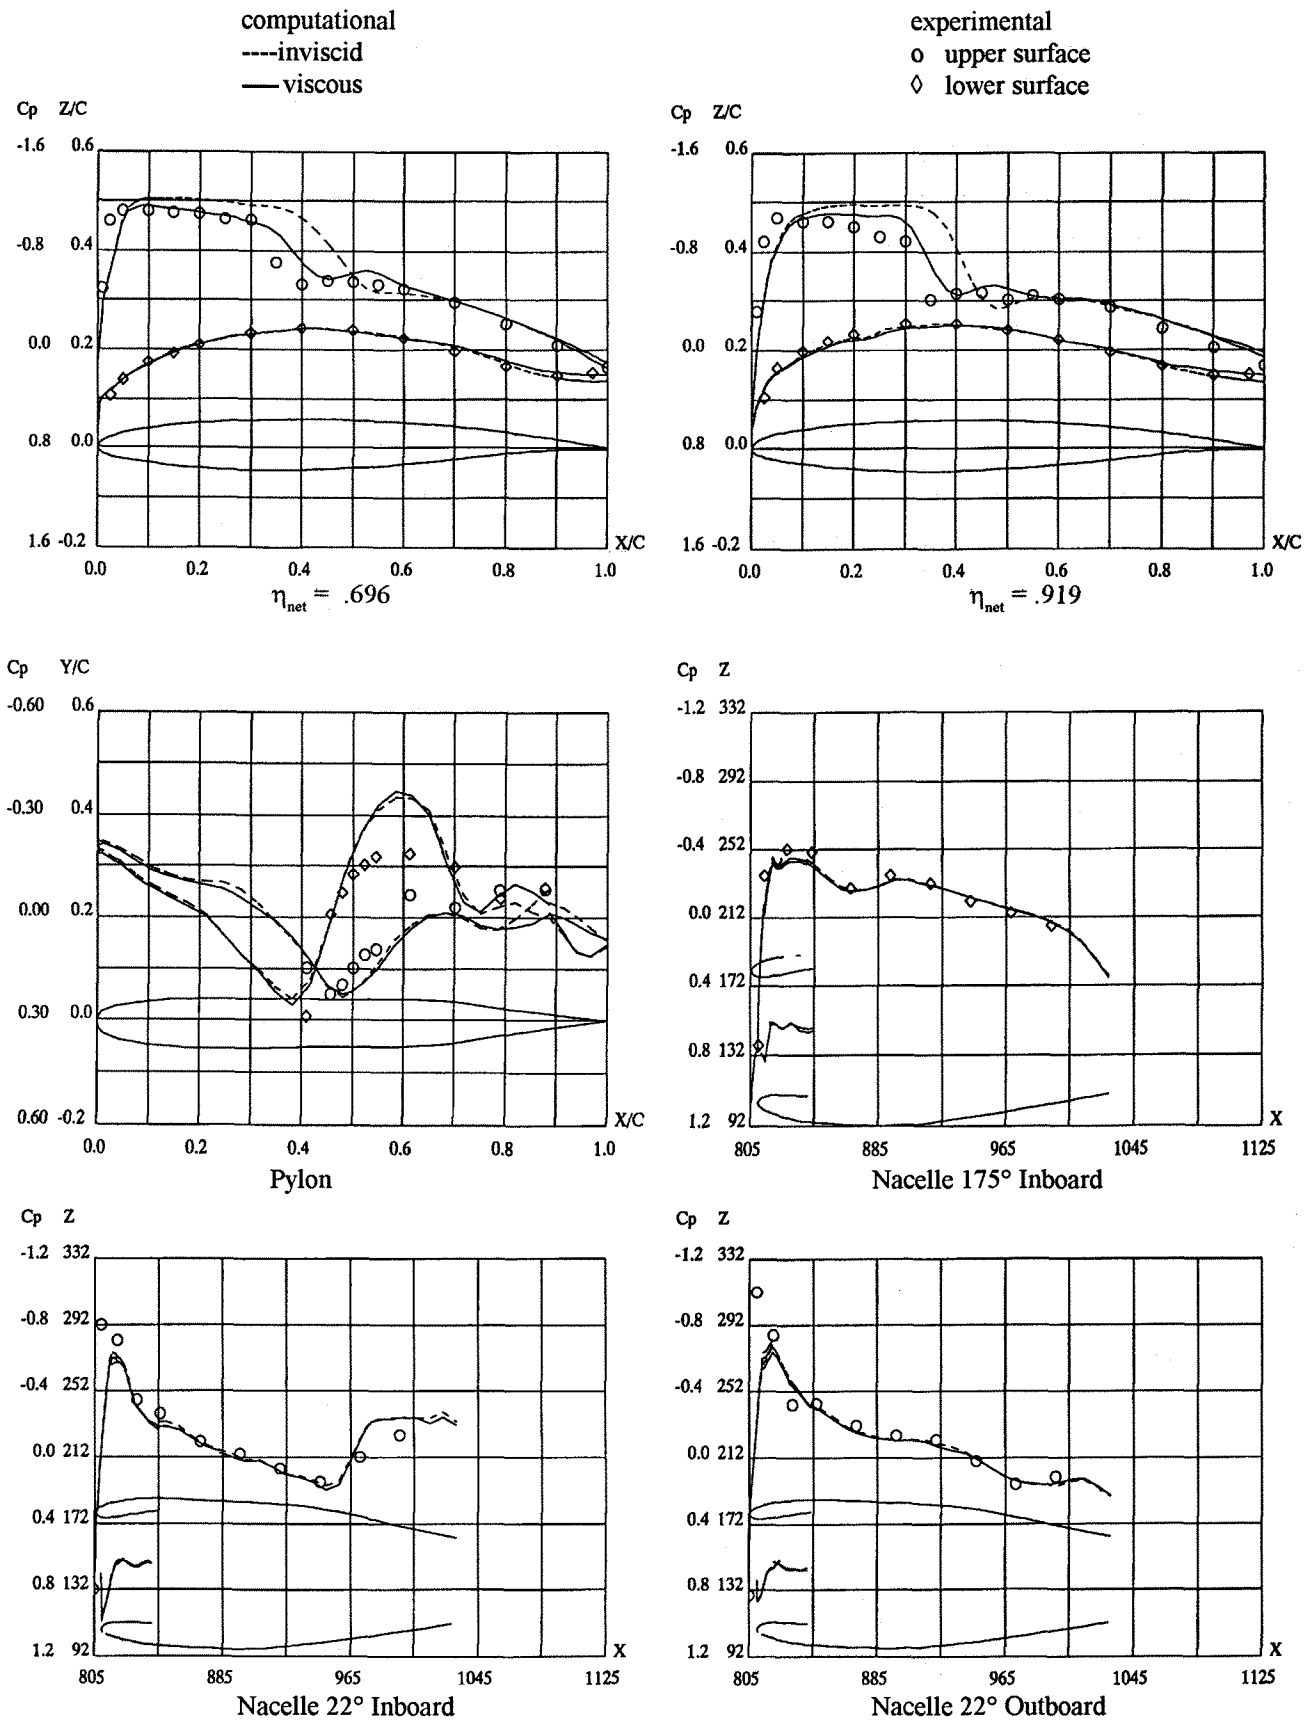 computational
----inviscid
— viscous
experimental
o upper surface
◇ lower surface
Cp Z/C
-1.6 0.6
-0.8 0.4
0.0 0.2
0.8 0.0
1.6 -0.2
X/C
0.0 0.2 0.4 0.6 0.8 1.0
ηnet = .696
Cp Z/C
-1.6 0.6
-0.8 0.4
0.0 0.2
0.8 0.0
1.6 -0.2
X/C
0.0 0.2 0.4 0.6 0.8 1.0
ηnet = .919
Cp Y/C
-0.60 0.6
-0.30 0.4
0.00 0.2
0.30 0.0
0.60 -0.2
X/C
0.0 0.2 0.4 0.6 0.8 1.0
Pylon
Cp Z
-1.2 332
-0.8 292
-0.4 252
0.0 212
0.4 172
0.8 132
1.2 92
X
805 885 965 1045 1125
Nacelle 175° Inboard
Cp Z
-1.2 332
-0.8 292
-0.4 252
0.0 212
0.4 172
0.8 132
1.2 92
X
805 885 965 1045 1125
Nacelle 22° Inboard
Cp Z
-1.2 332
-0.8 292
-0.4 252
0.0 212
0.4 172
0.8 132
1.2 92
X
805 885 965 1045 1125
Nacelle 22° Outboard